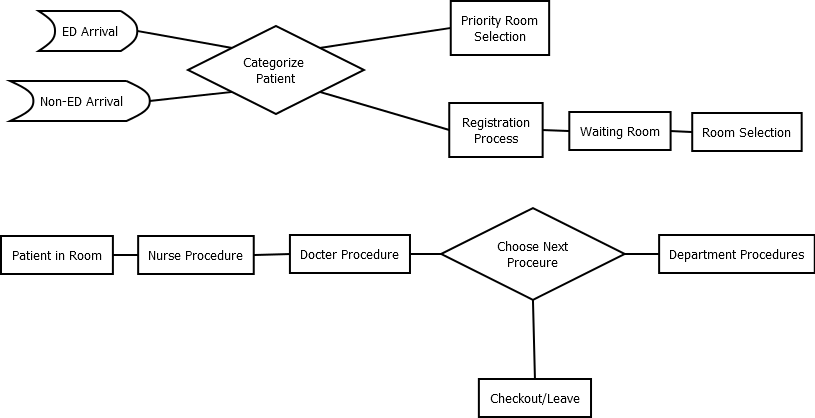 ED Arrival
Priority Room
Selection
Categorize
Patient
Non-ED Arrival
Registration
Process
Waiting Room
Room Selection
Patient in Room
Nurse Procedure
Docter Procedure
Choose Next
Proceure
Department Procedures
Checkout/Leave